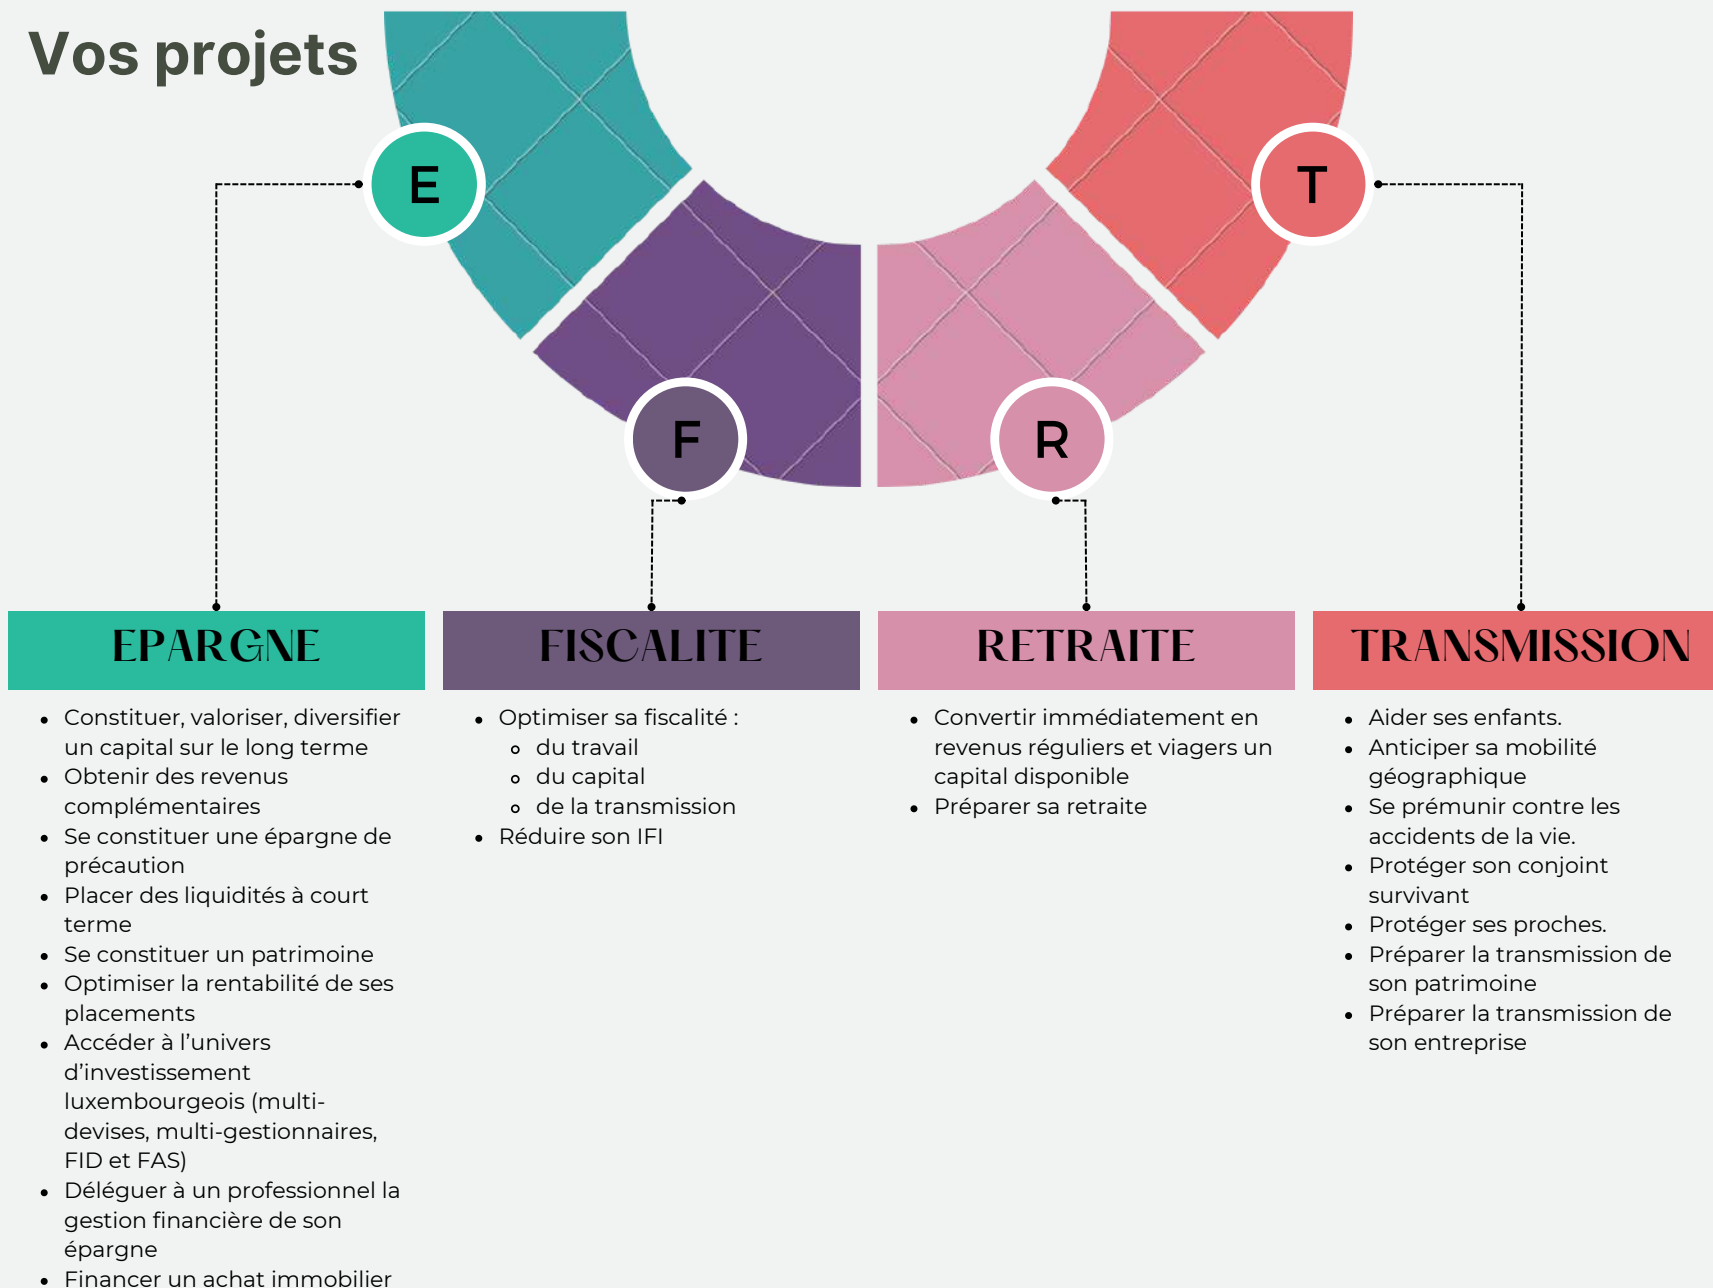 Vos projets
E
T
F
R
EPARGNE
Constituer, valoriser, diversifier
un capital sur le long terme
Obtenir des revenus
complémentaires
Se constituer une épargne de
précaution
Placer des liquidités à court
terme
Se constituer un patrimoine
Optimiser la rentabilité de ses
placements
Accéder à l’univers
d’investissement
luxembourgeois (multi-
devises, multi-gestionnaires,
FID et FAS)
Déléguer à un professionnel la
gestion financière de son
épargne
Financer un achat immobilier
FISCALITE
Optimiser sa fiscalité :
du travail
du capital
de la transmission
Réduire son IFI
RETRAITE
Convertir immédiatement en
revenus réguliers et viagers un
capital disponible
Préparer sa retraite
TRANSMISSION
Aider ses enfants.
Anticiper sa mobilité
géographique
Se prémunir contre les
accidents de la vie.
Protéger son conjoint
survivant
Protéger ses proches.
Préparer la transmission de
son patrimoine
Préparer la transmission de
son entreprise